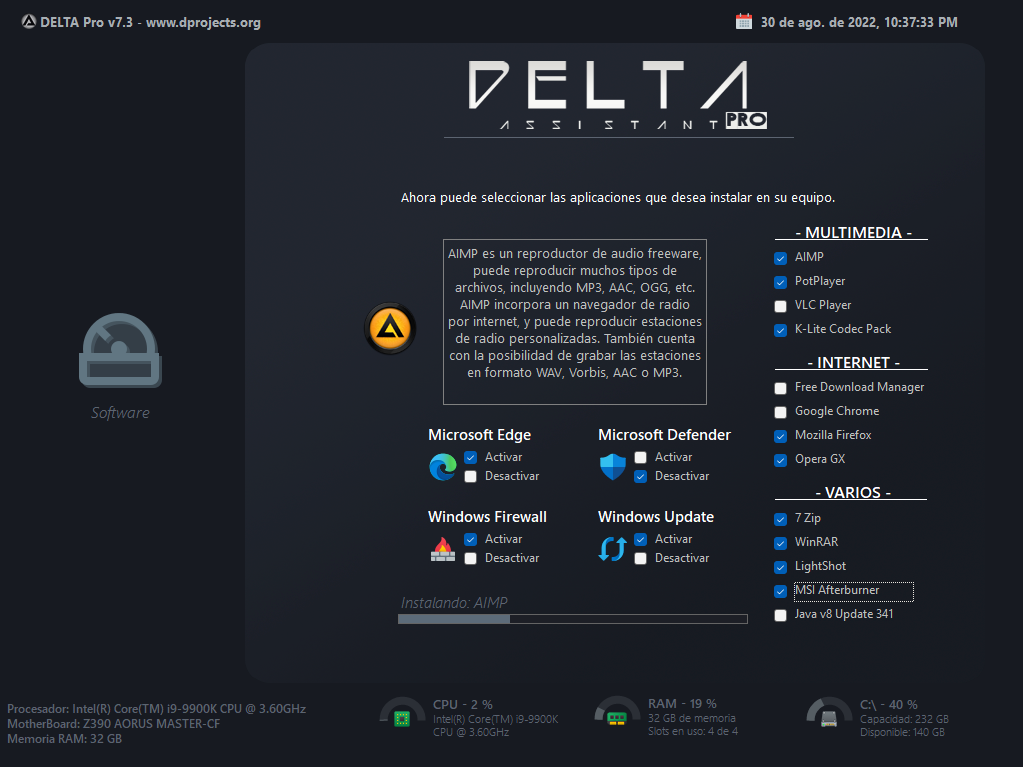 DELTA Pro v7.3 - www.dprojects.org
30 de ago. de 2022, 10:37:33 PM
DELTA
ASSISTANT PRO
Ahora puede seleccionar las aplicaciones que desea instalar en su equipo.
AIMP es un reproductor de audio freeware,
puede reproducir muchos tipos de
archivos, incluyendo MP3, AAC, OGG, etc.
AIMP incorpora un navegador de radio
por internet, y puede reproducir estaciones
de radio personalizadas. También cuenta
con la posibilidad de grabar las estaciones
en formato WAV, Vorbis, AAC o MP3.
Software
Microsoft Edge
Activar
Desactivar
Microsoft Defender
Activar
Desactivar
Windows Firewall
Activar
Desactivar
Windows Update
Activar
Desactivar
Instalando: AIMP
- MULTIMEDIA -
AIMP
PotPlayer
VLC Player
K-Lite Codec Pack
- INTERNET -
Free Download Manager
Google Chrome
Mozilla Firefox
Opera GX
- VARIOS -
7 Zip
WinRAR
LightShot
MSI Afterburner
Java v8 Update 341
Procesador: Intel(R) Core(TM) i9-9900K CPU @ 3.60GHz
MotherBoard: Z390 AORUS MASTER-CF
Memoria RAM: 32 GB
CPU - 2 %
Intel(R) Core(TM) i9-9900K
CPU @ 3.60GHz
RAM - 19 %
32 GB de memoria
Slots en uso: 4 de 4
C:\ - 40 %
Capacidad: 232 GB
Disponible: 140 GB